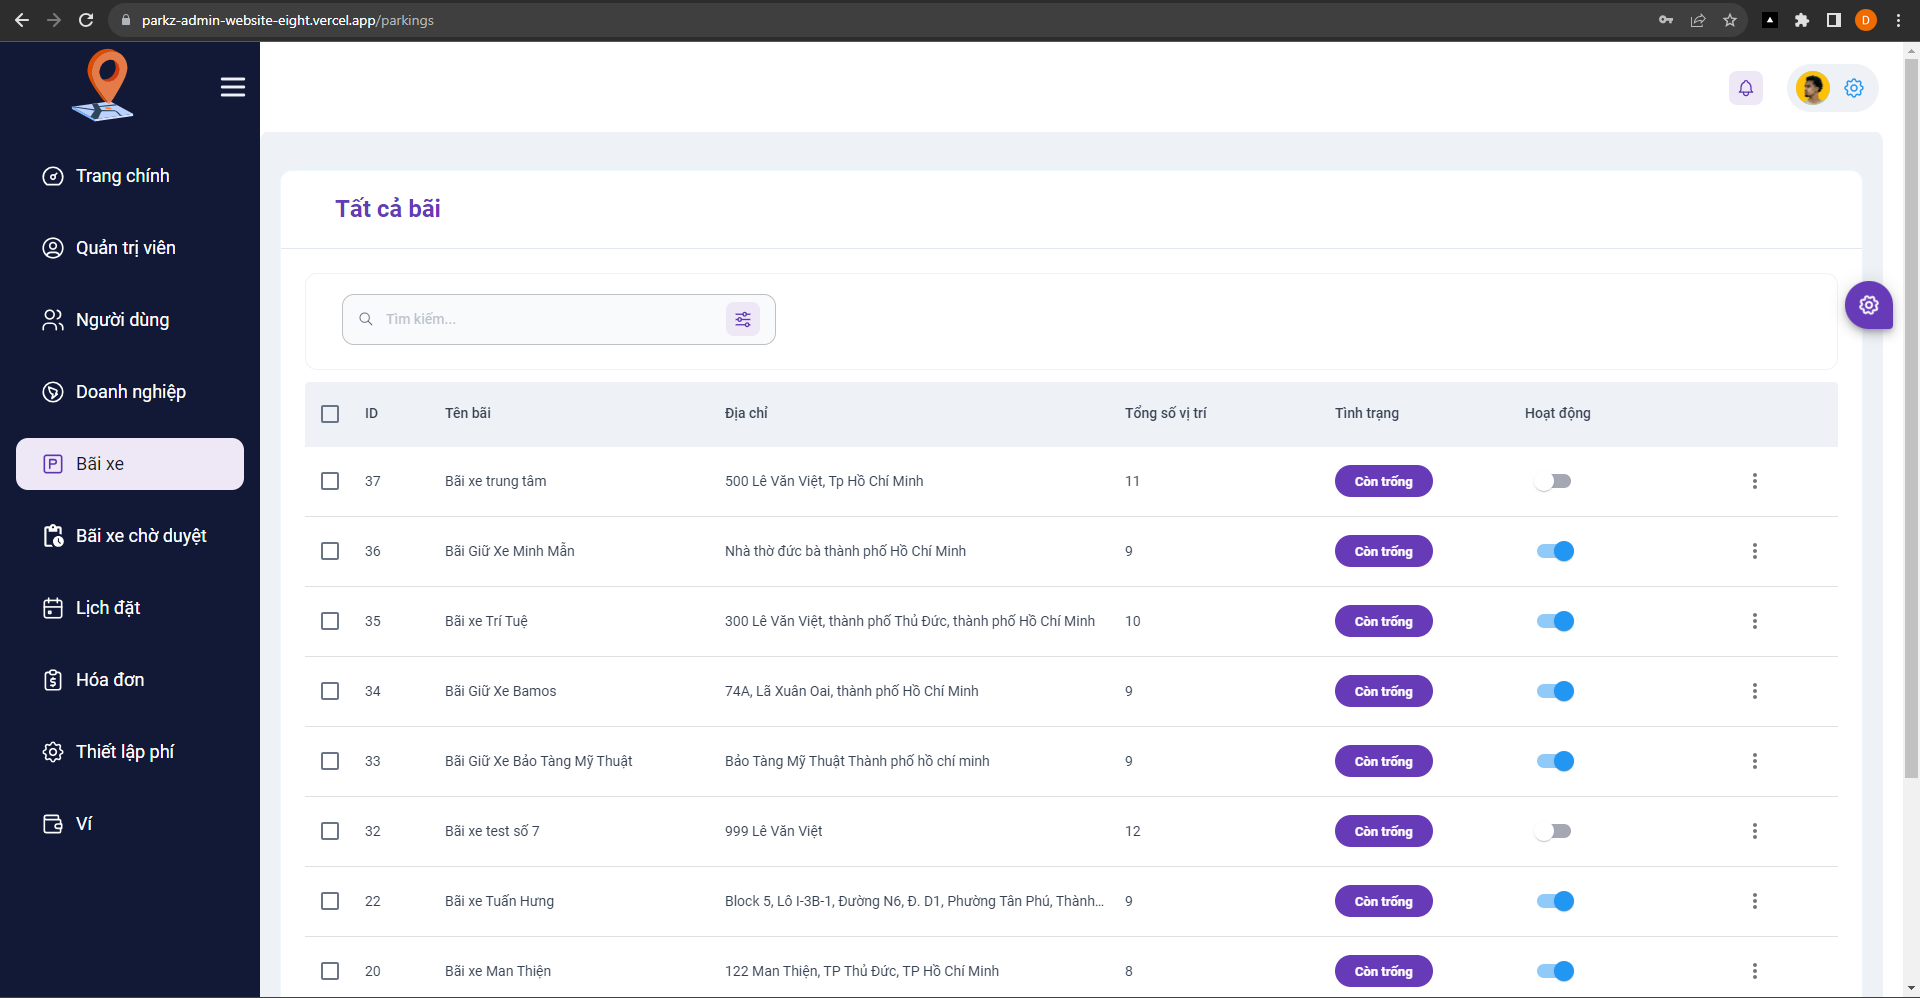 parkz-admin-website-eight.vercel.app/parkings
D
Trang chính
Quản trị viên
Người dùng
Doanh nghiệp
Bãi xe
Bãi xe chờ duyệt
Lịch đặt
Hóa đơn
Thiết lập phí
Ví
Tất cả bãi
Tìm kiếm...
ID Tên bãi Địa chỉ Tổng số vị trí Tình trạng Hoạt động
37 Bãi xe trung tâm 500 Lê Văn Việt, Tp Hồ Chí Minh 11 Còn trống
36 Bãi Giữ Xe Minh Mẫn Nhà thờ đức bà thành phố Hồ Chí Minh 9 Còn trống
35 Bãi xe Trí Tuệ 300 Lê Văn Việt, thành phố Thủ Đức, thành phố Hồ Chí Minh 10 Còn trống
34 Bãi Giữ Xe Bamos 74A, Lã Xuân Oai, thành phố Hồ Chí Minh 9 Còn trống
33 Bãi Giữ Xe Bảo Tàng Mỹ Thuật Bảo Tàng Mỹ Thuật Thành phố hồ chí minh 9 Còn trống
32 Bãi xe test số 7 999 Lê Văn Việt 12 Còn trống
22 Bãi xe Tuấn Hưng Block 5, Lô I-3B-1, Đường N6, Đ. D1, Phường Tân Phú, Thành... 9 Còn trống
20 Bãi xe Man Thiện 122 Man Thiện, TP Thủ Đức, TP Hồ Chí Minh 8 Còn trống